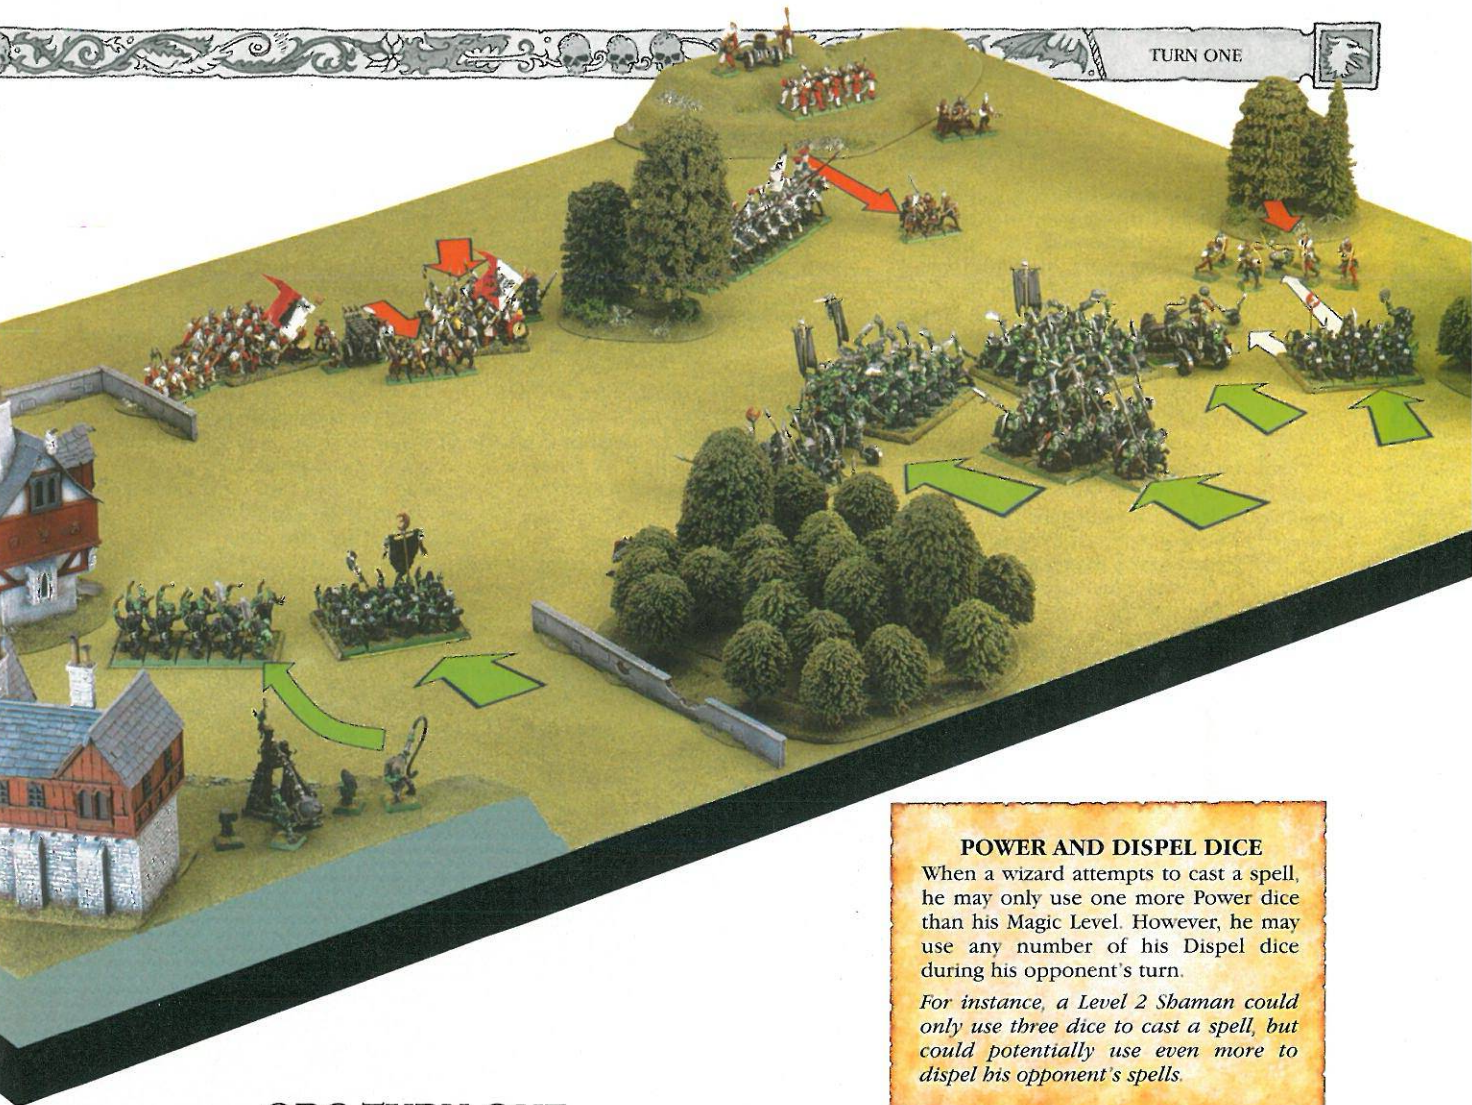 TURN ONE
POWER AND DISPEL DICE
When a wizard attempts to cast a spell,
he may only use one more Power dice
than his Magic Level. However, he may
use any number of his Dispel dice
during his opponent's turn.
For instance, a Level 2 Shaman could
only use three dice to cast a spell, but
could potentially use even more to
dispel his opponent's spells.
ORC TURN ONE